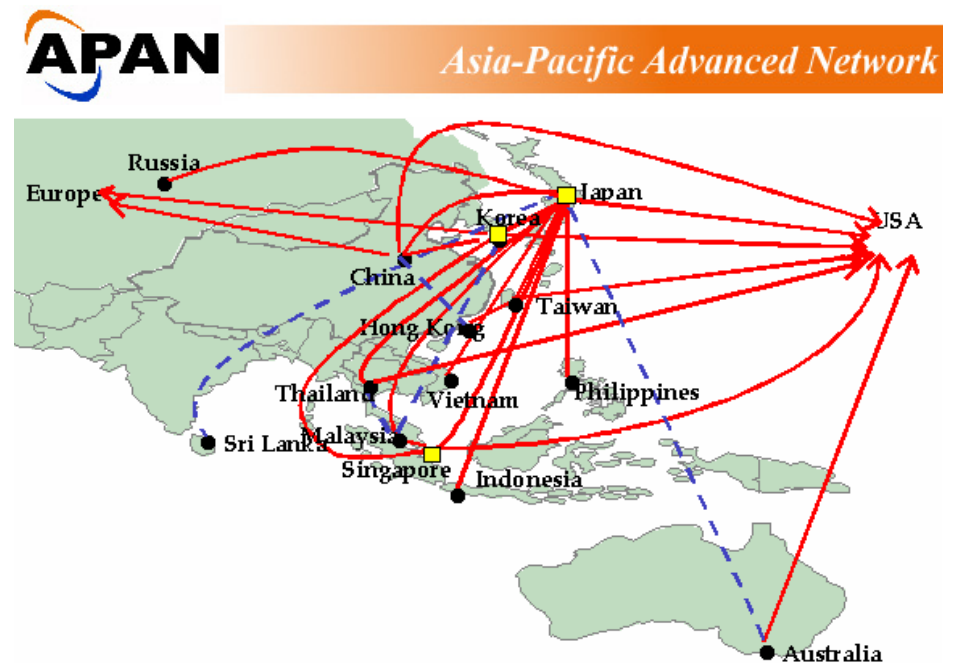 APAN
Asia-Pacific Advanced Network
Russia
Europe
Japan
Korea
USA
China
Taiwan
Hong Kong
Thailand
Vietnam
Philippines
Sri Lanka
Malaysia
Singapore
Indonesia
Australia